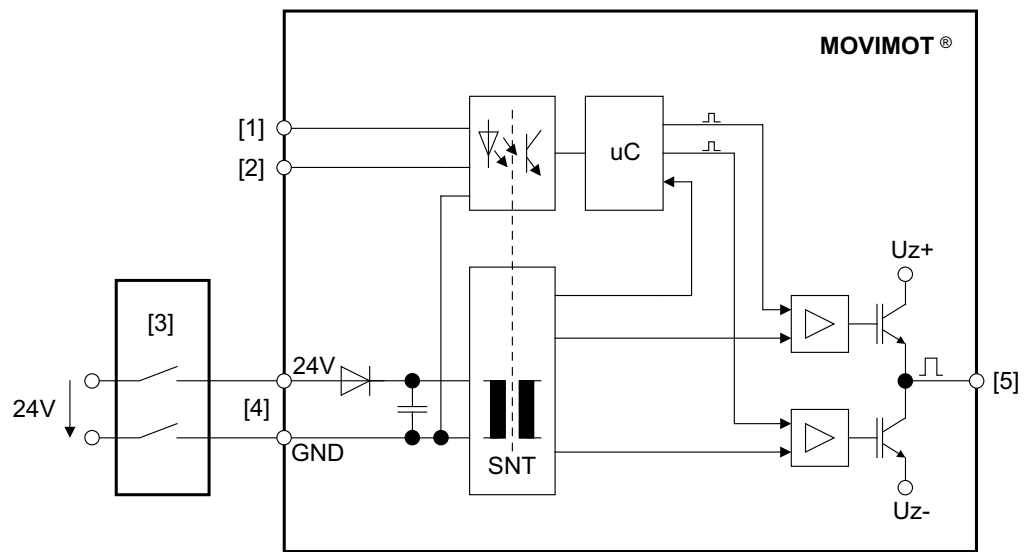 MOVIMOT ®
[1]
[2]
uC
Uz+
[3]
24V
24V
[4]
[5]
GND
SNT
Uz-